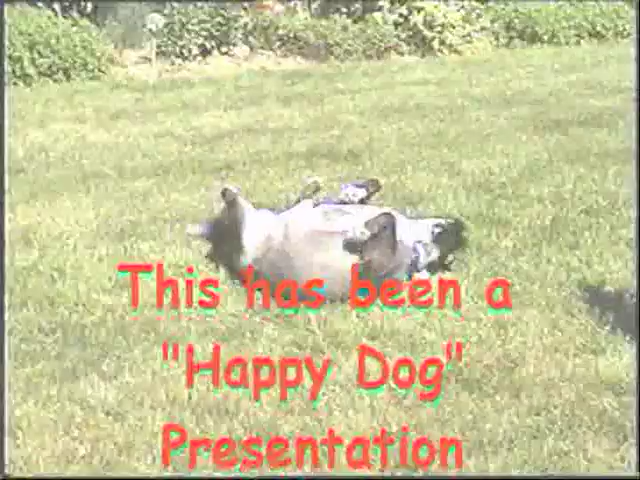 This has been a
"Happy Dog"
Presentation